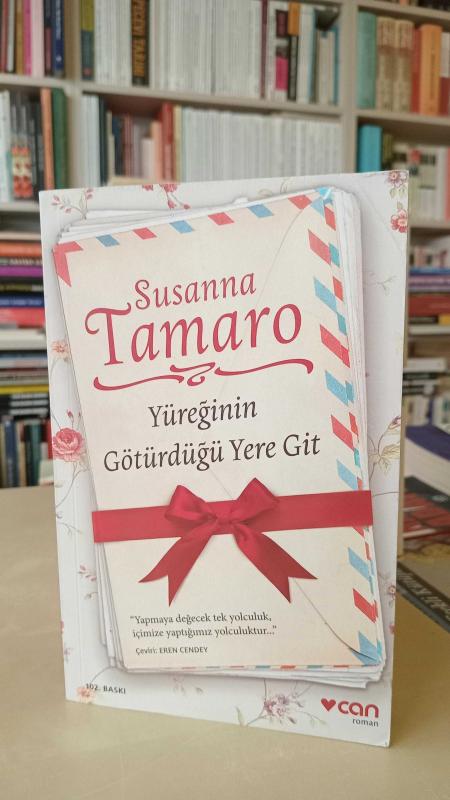 Susanna
Tamaro
Yüreğinin
Götürdüğü Yere Git
"Yapmaya değecek tek yolculuk,
içimize yaptığımız yolculuktur..."
Çeviri: EREN CENDEY
102. BASKI
can
roman